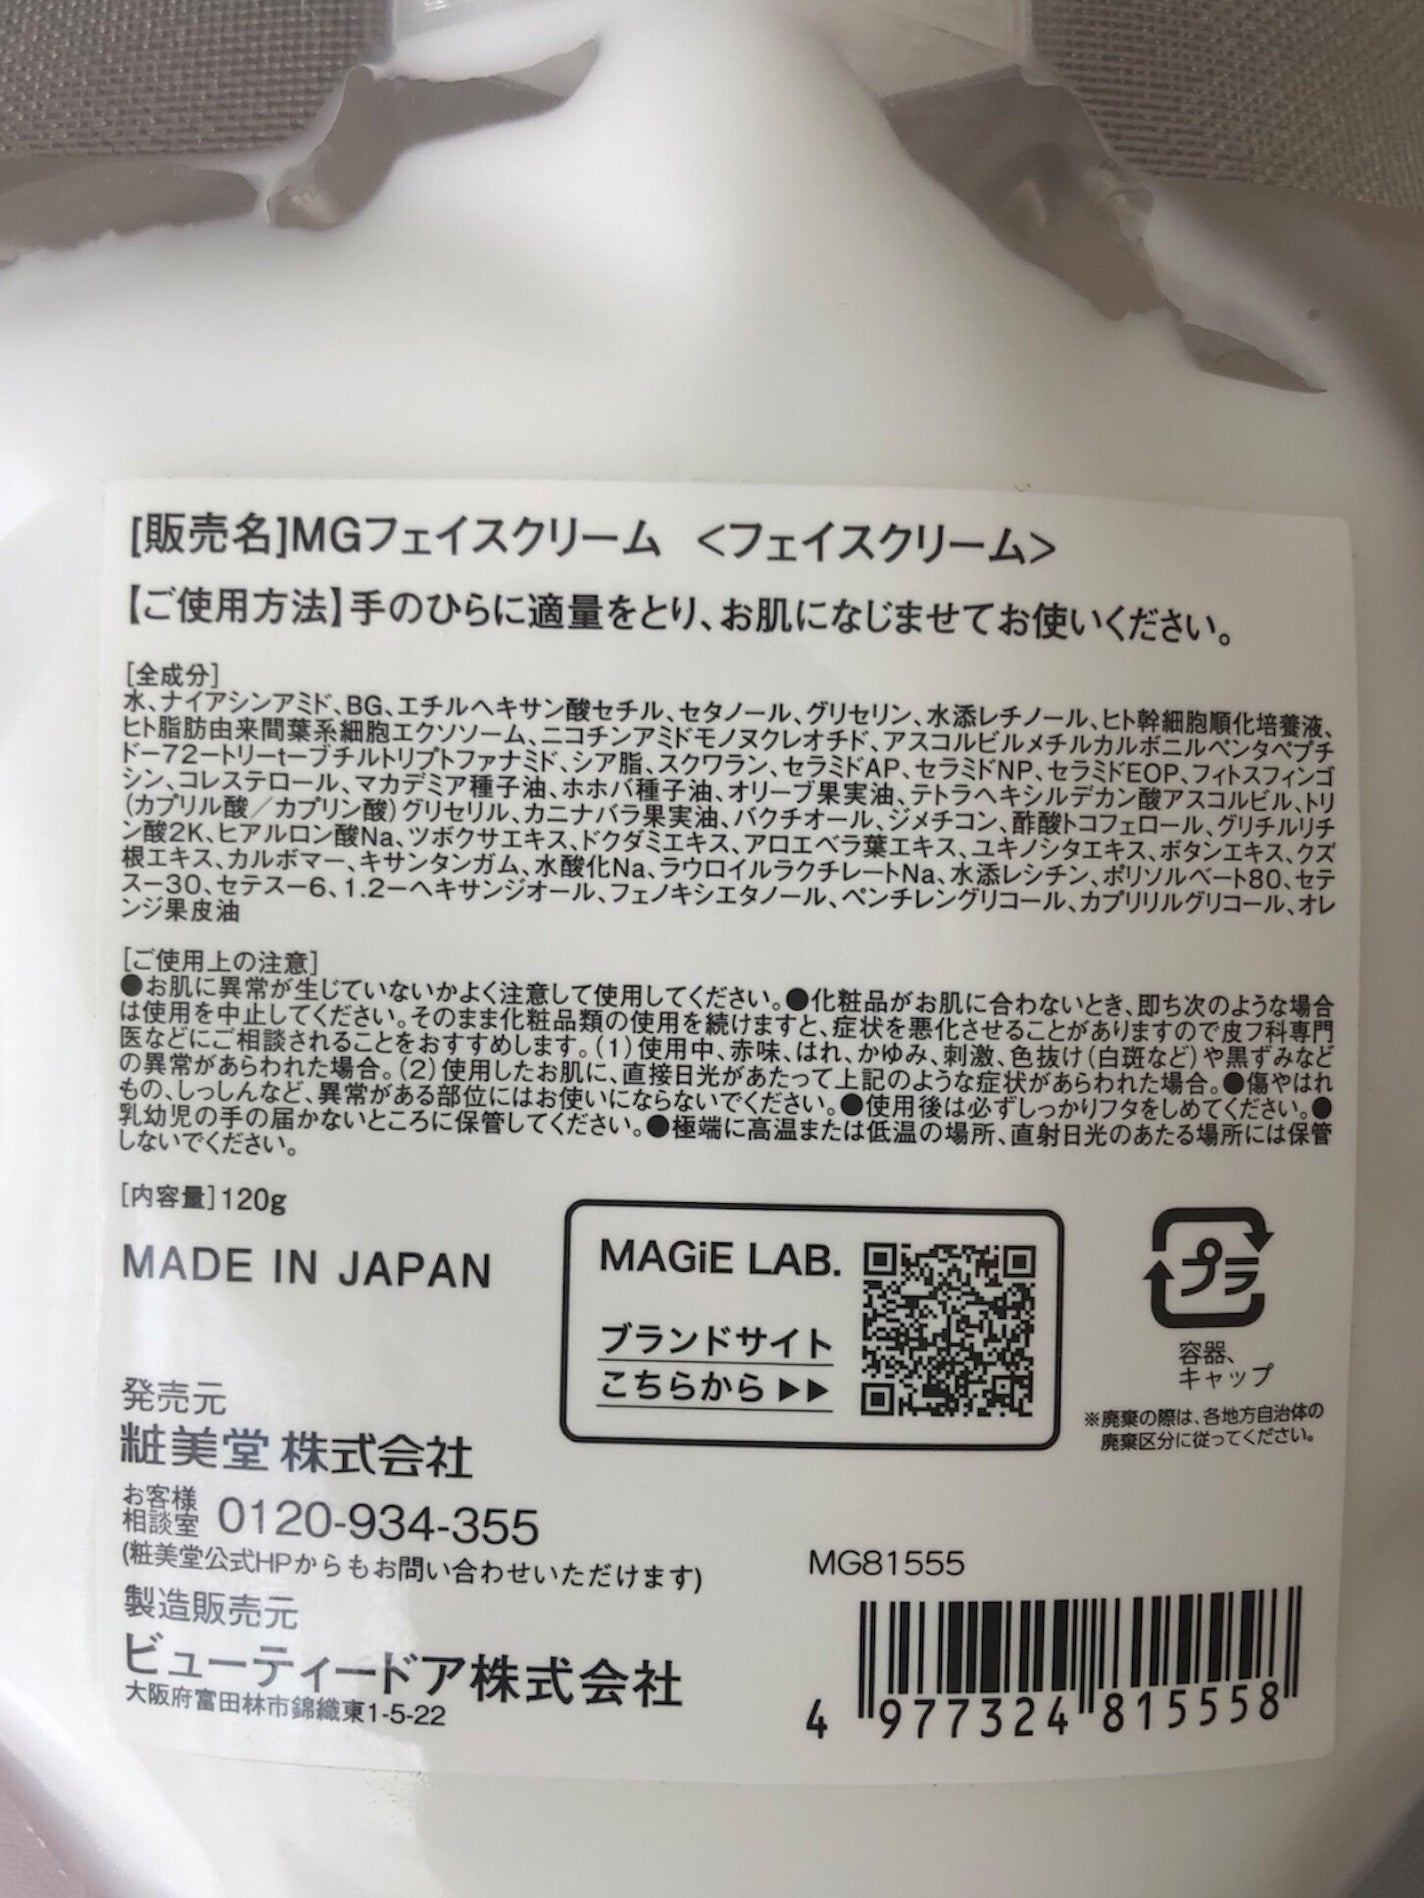 [販売名]MGフェイスクリーム <フェイスクリーム>
【ご使用方法】手のひらに適量をとり、お肌になじませてお使いください。
[全成分]
水、ナイアシンアミド、BG、エチルヘキサン酸セチル、セタノール、グリセリン、水添レチノール、ヒト幹細胞順化培養液、
ヒト脂肪由来間葉系細胞エクソソーム、ニコチンアミドモノヌクレオチド、アスコルビルメチルカルボニルペンタペプチ
ドー72ートリーtーブチルトリプトファナミド、シア脂、スクワラン、セラミドAP、セラミドNP、セラミドEOP、フィトスフィンゴ
シン、コレステロール、マカデミア種子油、ホホバ種子油、オリーブ果実油、テトラヘキシルデカン酸アスコルビル、トリ
(カプリル酸/カプリン酸)グリセリル、カニナバラ果実油、バクチオール、ジメチコン、酢酸トコフェロール、グリチルリチ
ン酸2K、ヒアルロン酸Na、ツボクサエキス、ドクダミエキス、アロエベラ葉エキス、ユキノシタエキス、ボタンエキス、クズ
根エキス、カルボマー、キサンタンガム、水酸化Na、ラウロイルラクチレートNa、水添レシチン、ポリソルベート80、セテ
スー30、セテスー6、1.2ーヘキサンジオール、フェノキシエタノール、ペンチレングリコール、カプリリルグリコール、オレ
ンジ果皮油
[ご使用上の注意]
●お肌に異常が生じていないかよく注意して使用してください。●化粧品がお肌に合わないとき、即ち次のような場合
は使用を中止してください。そのまま化粧品類の使用を続けますと、症状を悪化させることがありますので皮フ科専門
医などにご相談されることをおすすめします。(1)使用中、赤味、はれ、かゆみ、刺激、色抜け(白斑など)や黒ずみなど
の異常があらわれた場合。(2)使用したお肌に、直接日光があたって上記のような症状があらわれた場合。●傷やはれ
もの、しっしんなど、異常がある部位にはお使いにならないでください。●使用後は必ずしっかりフタをしめてください。●
乳幼児の手の届かないところに保管してください。●極端に高温または低温の場所、直射日光のあたる場所には保管
しないでください。
[内容量]120g
MADE IN JAPAN
MAGiE LAB.
ブランドサイト
こちらから▶▶
プラ
容器、
キャップ
※廃棄の際は、各地方自治体の
廃棄区分に従ってください。
発売元
粧美堂 株式会社
お客様
相談室 0120-934-355
(粧美堂公式HPからもお問い合わせいただけます)
製造販売元
ビューティードア株式会社
大阪府富田林市錦織東1-5-22
MG81555
4 977324 815558